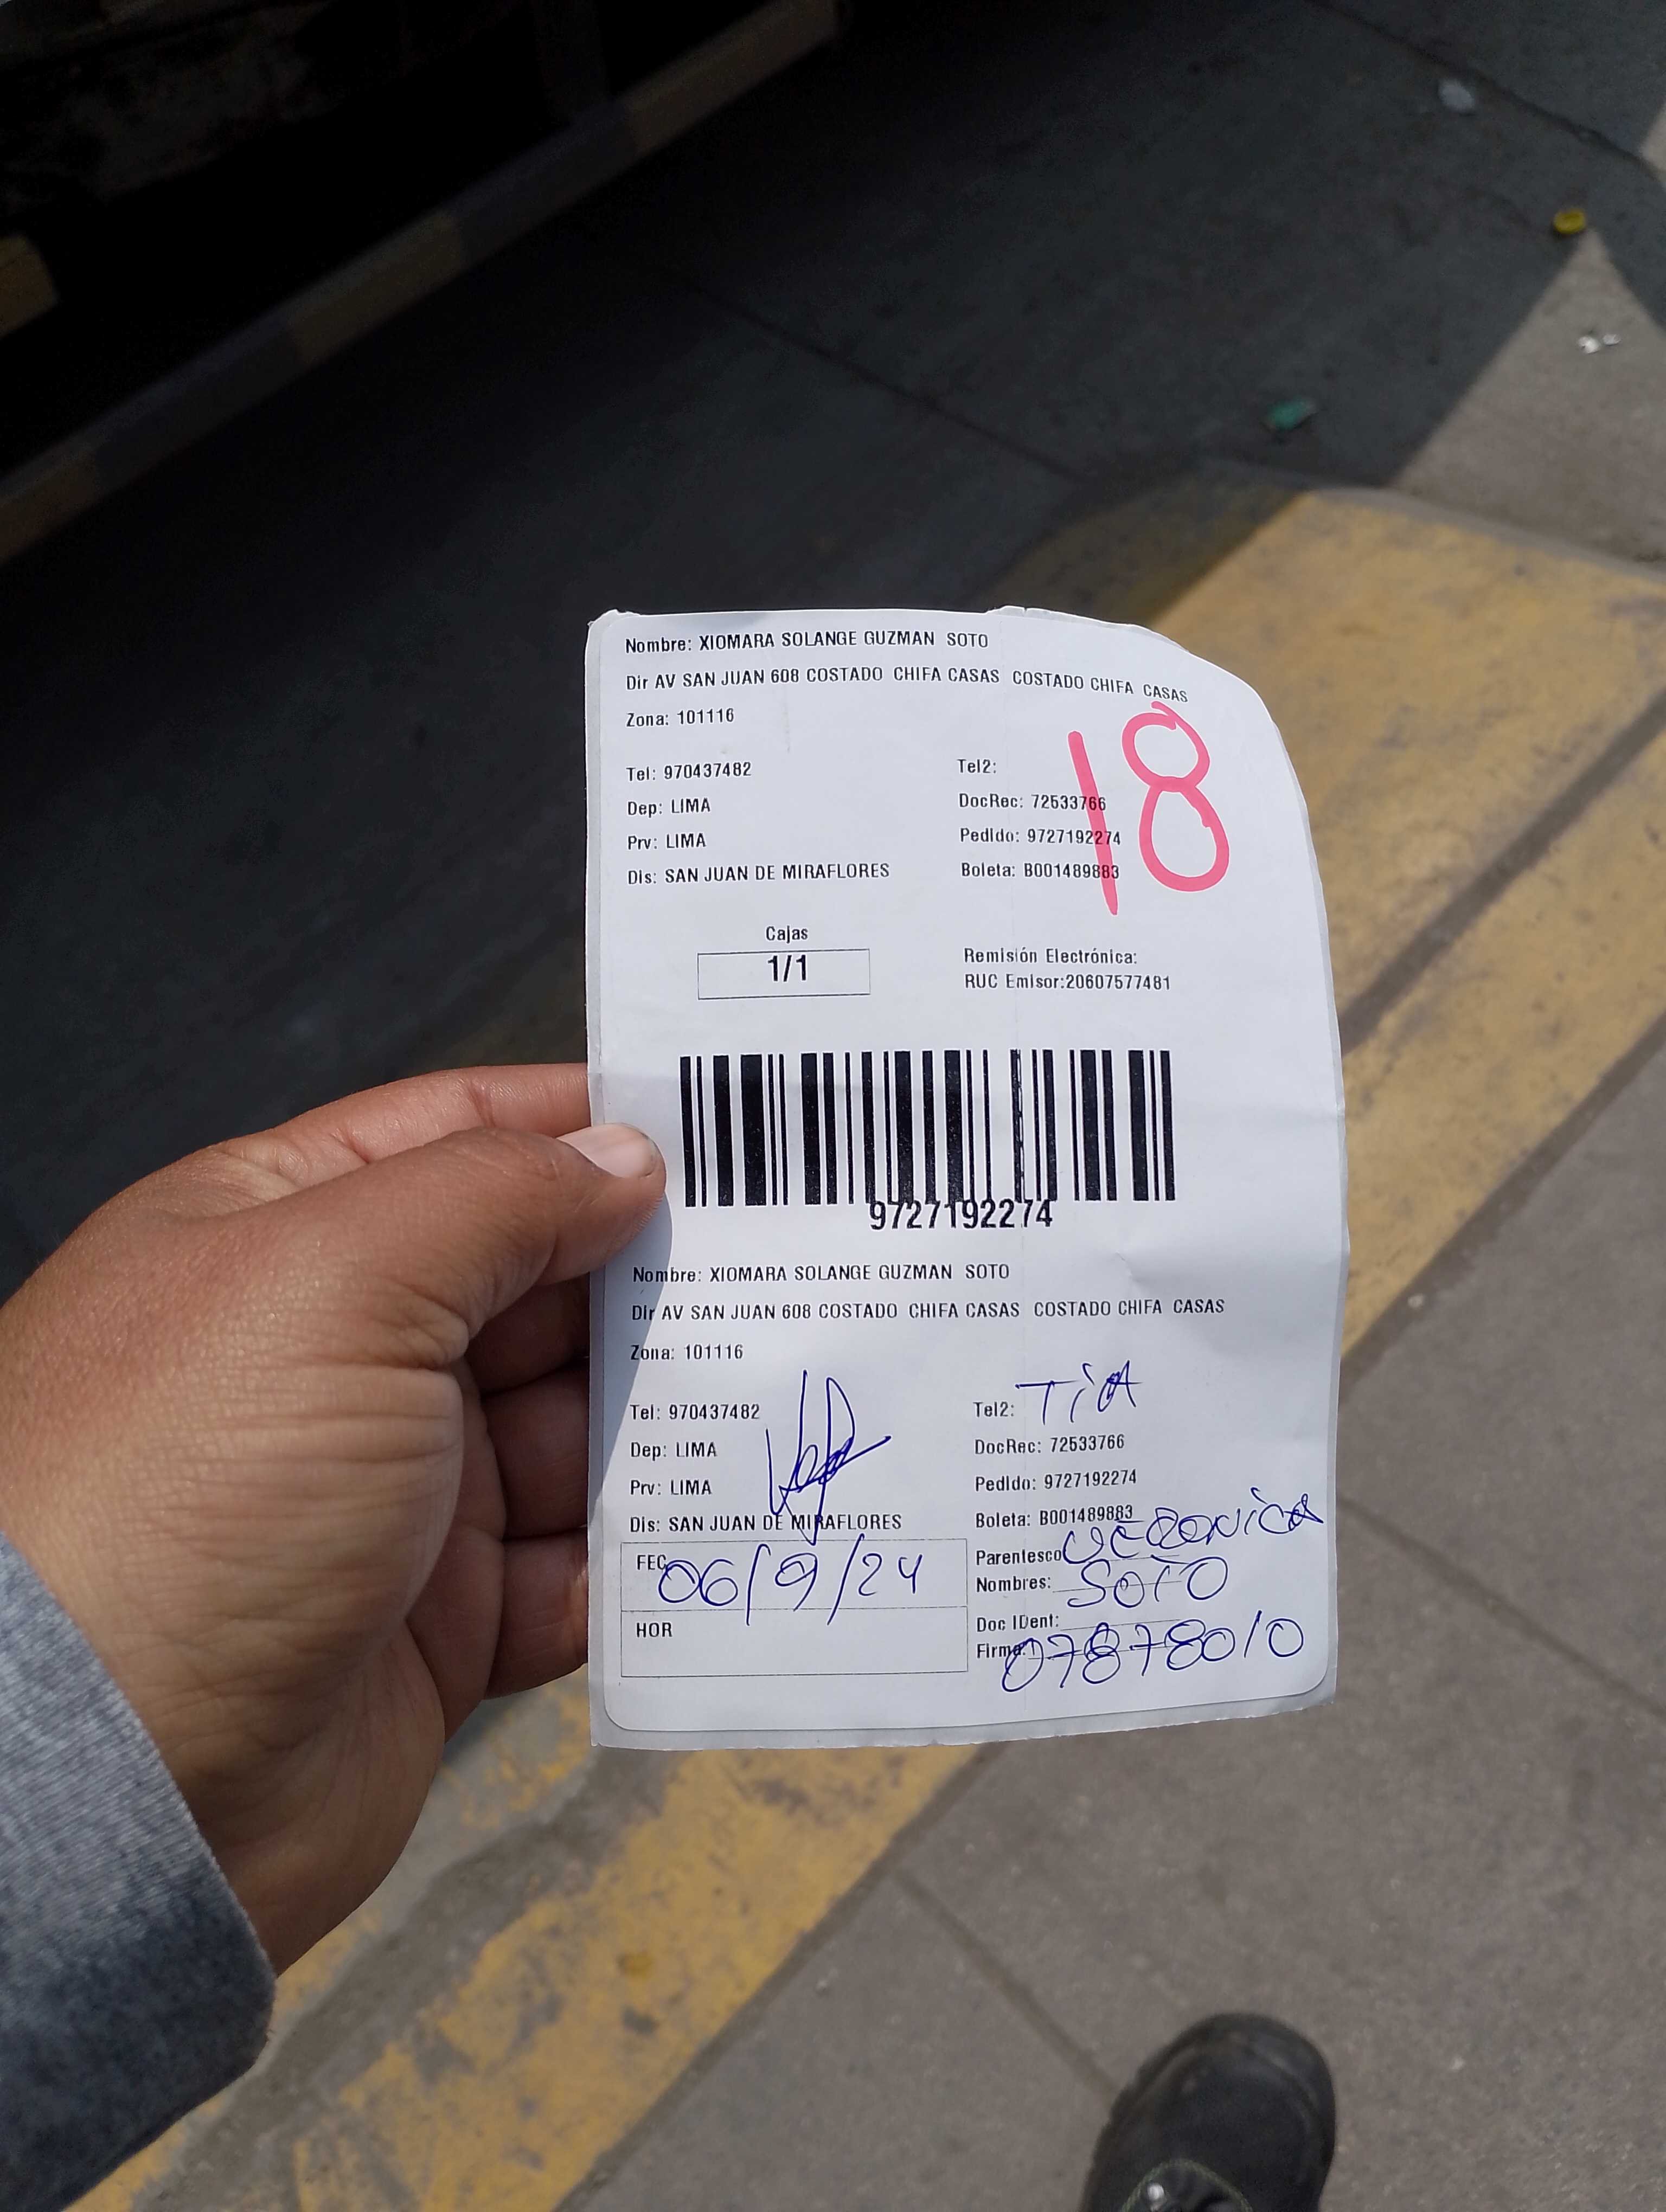 Nombre: XIOMARA SOLANGE GUZMAN SOTO
Dir AV SAN JUAN 608 COSTADO CHIFA CASAS COSTADO CHIFA CASAS
Zona: 101116
18
Tel: 970437482 Tel2:
Dep: LIMA DocRec: 72533766
Prv: LIMA Pedido: 9727192274
Dis: SAN JUAN DE MIRAFLORES Boleta: B001489883
Cajas
1/1
Remisión Electrónica:
RUC Emisor:20607577481
9727192274
Nombre: XIOMARA SOLANGE GUZMAN SOTO
Dir AV SAN JUAN 608 COSTADO CHIFA CASAS COSTADO CHIFA CASAS
Zona: 101116
Tel: 970437482 Tel2: TiA
Dep: LIMA DocRec: 72533766
Prv: LIMA Pedido: 9727192274
Dis: SAN JUAN DE MIRAFLORES Boleta: B001489883
FEC 06/9/24
HOR
Parentesco VERONiCA
Nombres: SOTO
Doc IDent:
Firma: 07878010